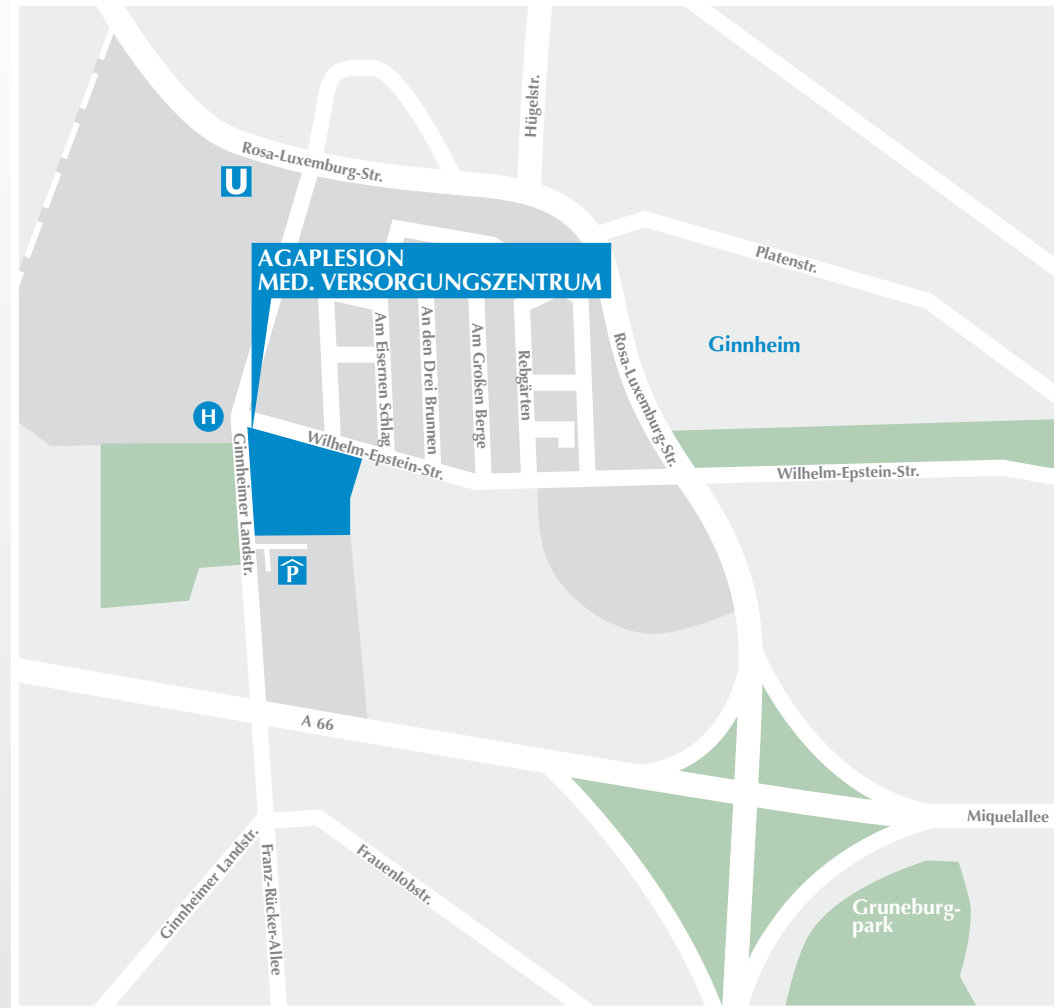 Hügelstr.
Rosa-Luxemburg-Str.
U
AGAPLESION
MED. VERSORGUNGSZENTRUM
Platenstr.
Am Eisernen Schlag
An den Drei Brunnen
Am Großen Berge
Rebgärten
Rosa-Luxemburg-Str.
Ginnheim
H
Ginnheimer Landstr.
Wilhelm-Epstein-Str.
Wilhelm-Epstein-Str.
P
A 66
Miquelallee
Ginnheimer Landstr.
Franz-Rücker-Allee
Frauenlobstr.
Gruneburg-
park